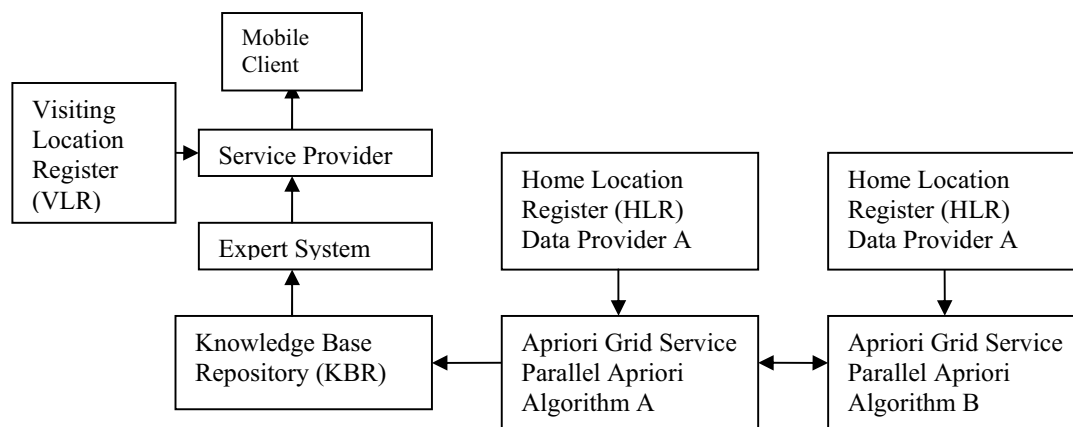 Mobile
Client
Visiting
Location
Register
(VLR)
Service Provider
Home Location
Register (HLR)
Data Provider A
Home Location
Register (HLR)
Data Provider A
Expert System
Knowledge Base
Repository (KBR)
Apriori Grid Service
Parallel Apriori
Algorithm A
Apriori Grid Service
Parallel Apriori
Algorithm B